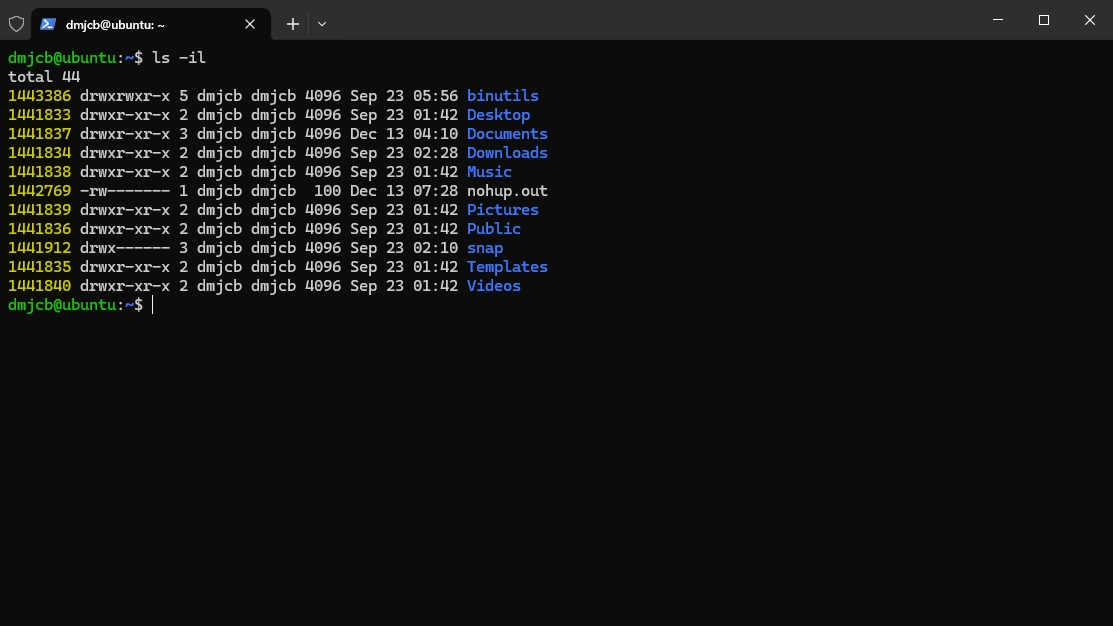 dmjcb@ubuntu: ~
dmjcb@ubuntu:~$ ls -il
total 44
1443386 drwxrwxr-x 5 dmjcb dmjcb 4096 Sep 23 05:56 binutils
1441833 drwxr-xr-x 2 dmjcb dmjcb 4096 Sep 23 01:42 Desktop
1441837 drwxr-xr-x 3 dmjcb dmjcb 4096 Dec 13 04:10 Documents
1441834 drwxr-xr-x 2 dmjcb dmjcb 4096 Sep 23 02:28 Downloads
1441838 drwxr-xr-x 2 dmjcb dmjcb 4096 Sep 23 01:42 Music
1442769 -rw------- 1 dmjcb dmjcb  100 Dec 13 07:28 nohup.out
1441839 drwxr-xr-x 2 dmjcb dmjcb 4096 Sep 23 01:42 Pictures
1441836 drwxr-xr-x 2 dmjcb dmjcb 4096 Sep 23 01:42 Public
1441912 drwx------ 3 dmjcb dmjcb 4096 Sep 23 02:10 snap
1441835 drwxr-xr-x 2 dmjcb dmjcb 4096 Sep 23 01:42 Templates
1441840 drwxr-xr-x 2 dmjcb dmjcb 4096 Sep 23 01:42 Videos
dmjcb@ubuntu:~$